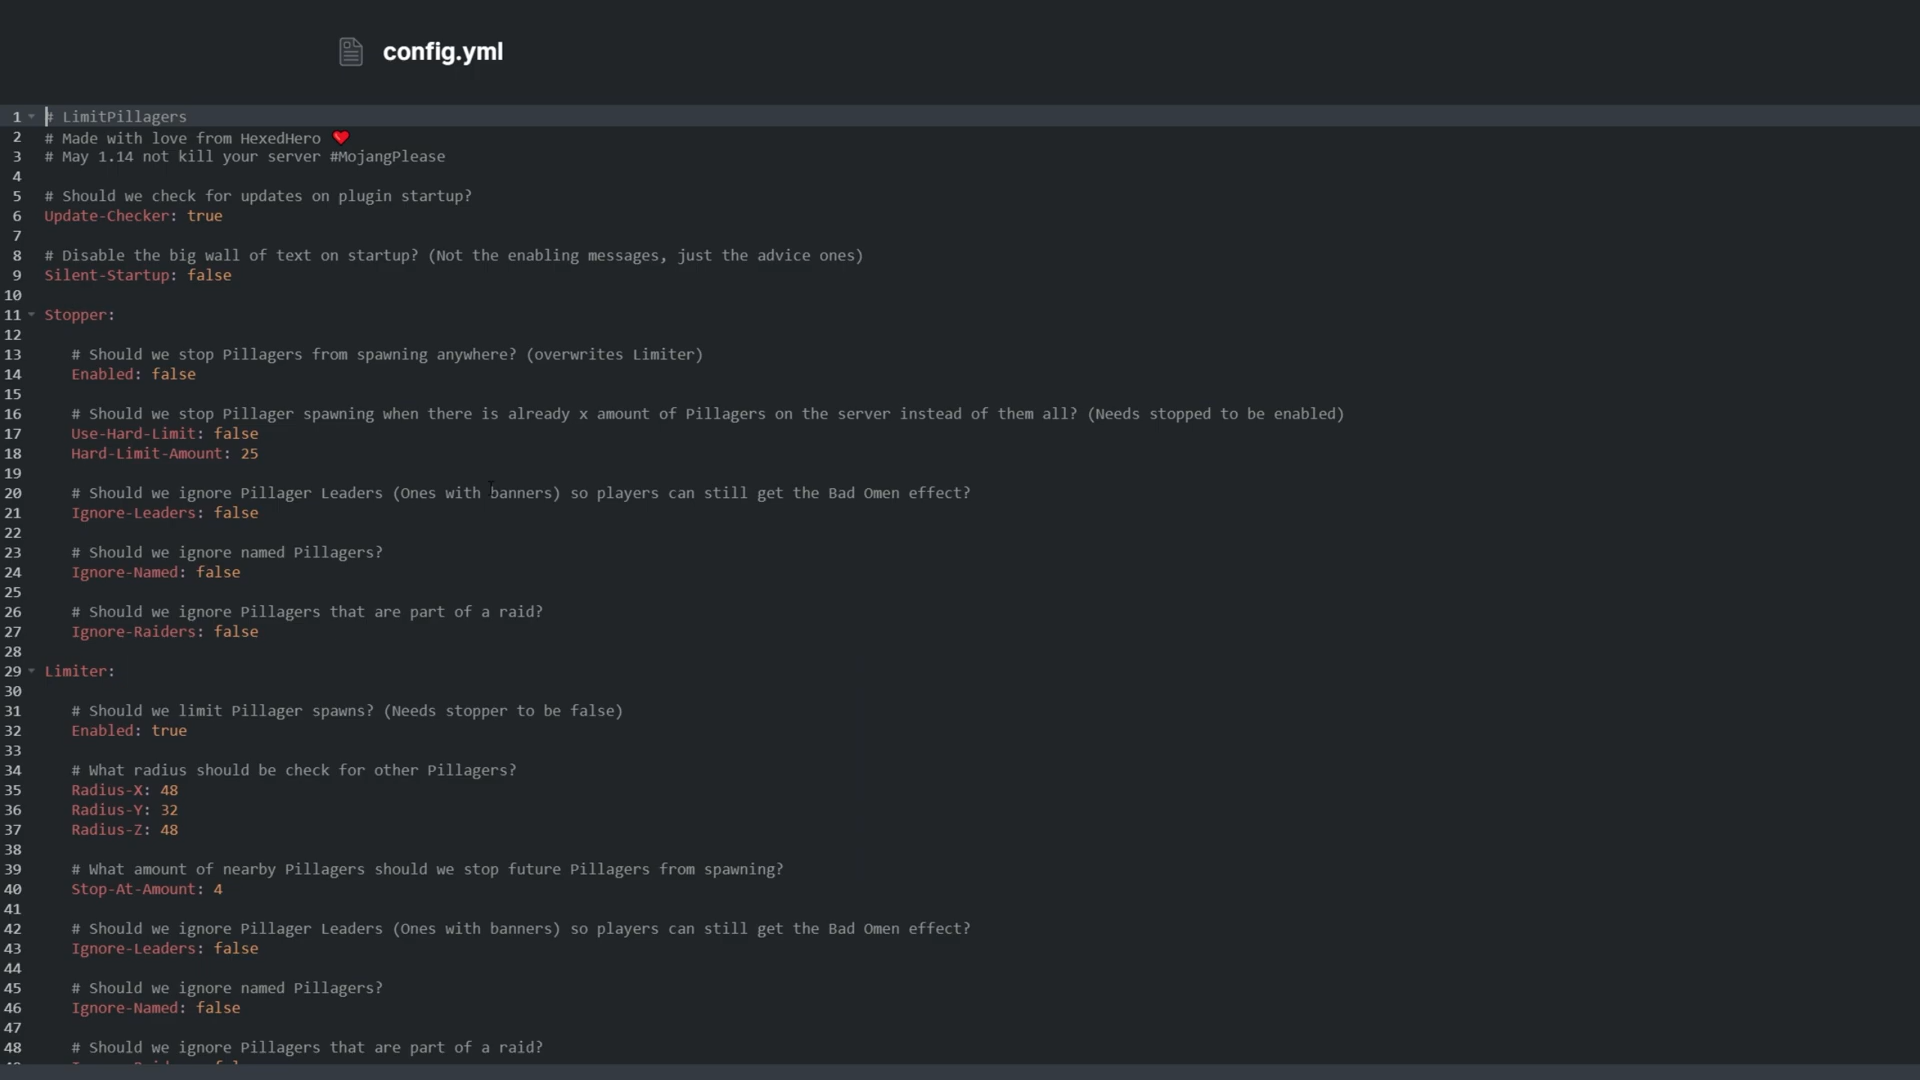 config.yml
1 # LimitPillagers
2 # Made with love from HexedHero ❤
3 # May 1.14 not kill your server #MojangPlease
4
5 # Should we check for updates on plugin startup?
6 Update-Checker: true
7
8 # Disable the big wall of text on startup? (Not the enabling messages, just the advice ones)
9 Silent-Startup: false
10
11 Stopper:
12
13 # Should we stop Pillagers from spawning anywhere? (overwrites Limiter)
14 Enabled: false
15
16 # Should we stop Pillager spawning when there is already x amount of Pillagers on the server instead of them all? (Needs stopped to be enabled)
17 Use-Hard-Limit: false
18 Hard-Limit-Amount: 25
19
20 # Should we ignore Pillager Leaders (Ones with banners) so players can still get the Bad Omen effect?
21 Ignore-Leaders: false
22
23 # Should we ignore named Pillagers?
24 Ignore-Named: false
25
26 # Should we ignore Pillagers that are part of a raid?
27 Ignore-Raiders: false
28
29 Limiter:
30
31 # Should we limit Pillager spawns? (Needs stopper to be false)
32 Enabled: true
33
34 # What radius should be check for other Pillagers?
35 Radius-X: 48
36 Radius-Y: 32
37 Radius-Z: 48
38
39 # What amount of nearby Pillagers should we stop future Pillagers from spawning?
40 Stop-At-Amount: 4
41
42 # Should we ignore Pillager Leaders (Ones with banners) so players can still get the Bad Omen effect?
43 Ignore-Leaders: false
44
45 # Should we ignore named Pillagers?
46 Ignore-Named: false
47
48 # Should we ignore Pillagers that are part of a raid?